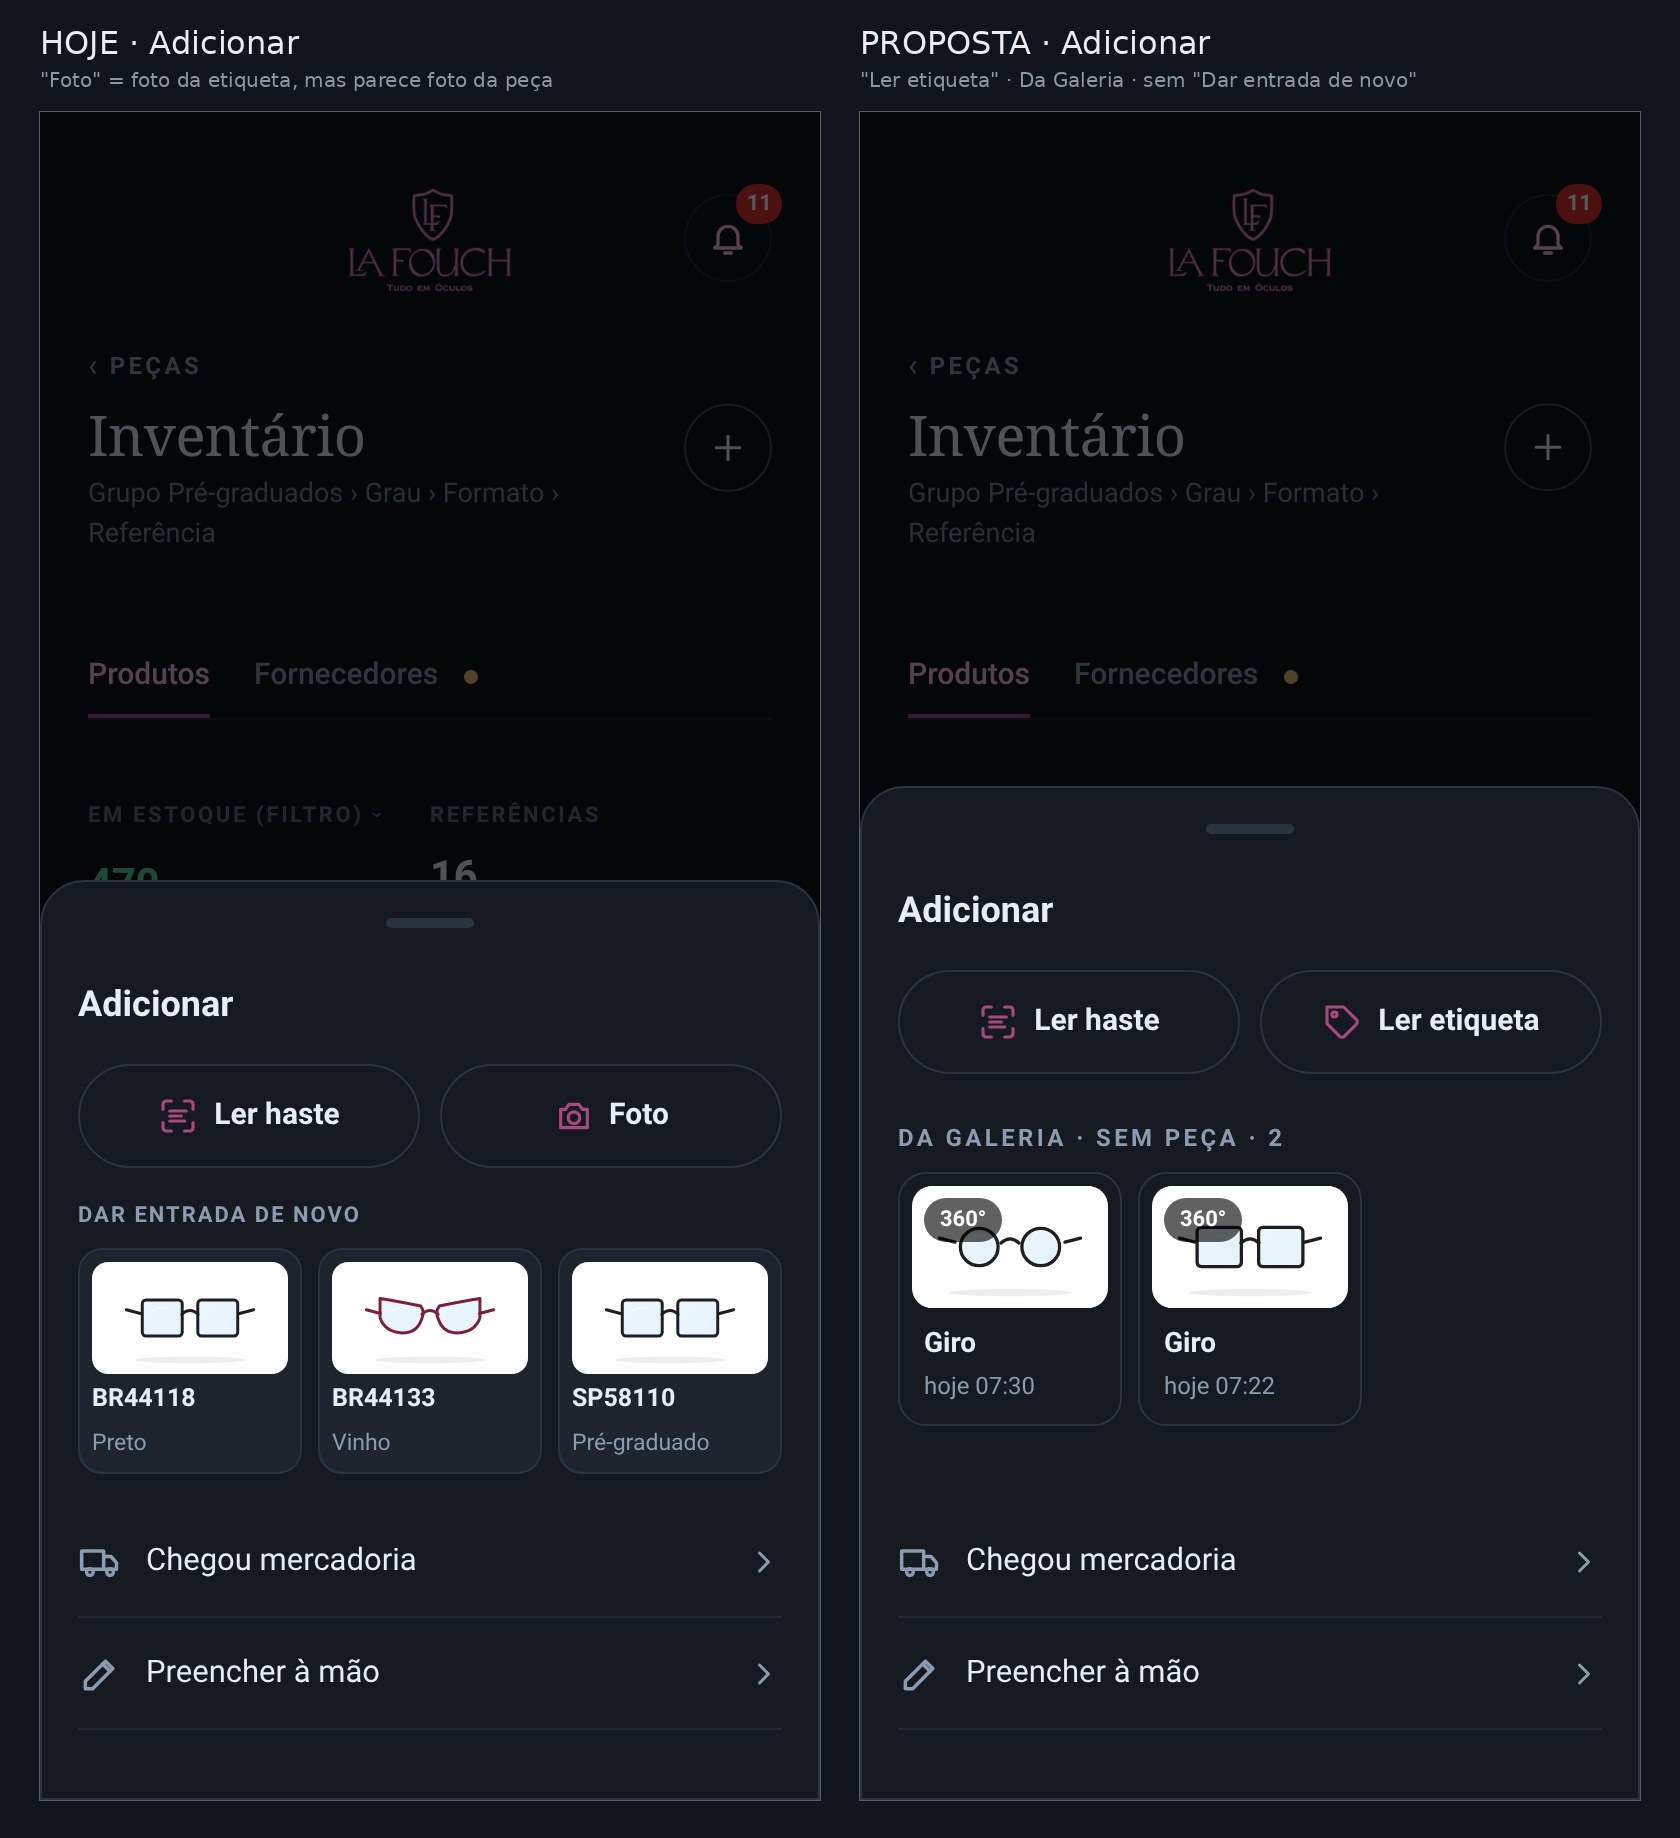 HOJE · Adicionar
"Foto" = foto da etiqueta, mas parece foto da peça
11
LF
LA FOUCH
TUDO EM ÓCULOS
‹ PEÇAS
Inventário
Grupo Pré-graduados › Grau › Formato ›
Referência
Produtos Fornecedores
EM ESTOQUE (FILTRO) REFERÊNCIAS
470 16
Adicionar
Ler haste Foto
DAR ENTRADA DE NOVO
BR44118 BR44133 SP58110
Preto Vinho Pré-graduado
Chegou mercadoria
Preencher à mão
PROPOSTA · Adicionar
"Ler etiqueta" · Da Galeria · sem "Dar entrada de novo"
11
LF
LA FOUCH
TUDO EM ÓCULOS
‹ PEÇAS
Inventário
Grupo Pré-graduados › Grau › Formato ›
Referência
Produtos Fornecedores
Adicionar
Ler haste Ler etiqueta
DA GALERIA · SEM PEÇA · 2
360° 360°
Giro Giro
hoje 07:30 hoje 07:22
Chegou mercadoria
Preencher à mão